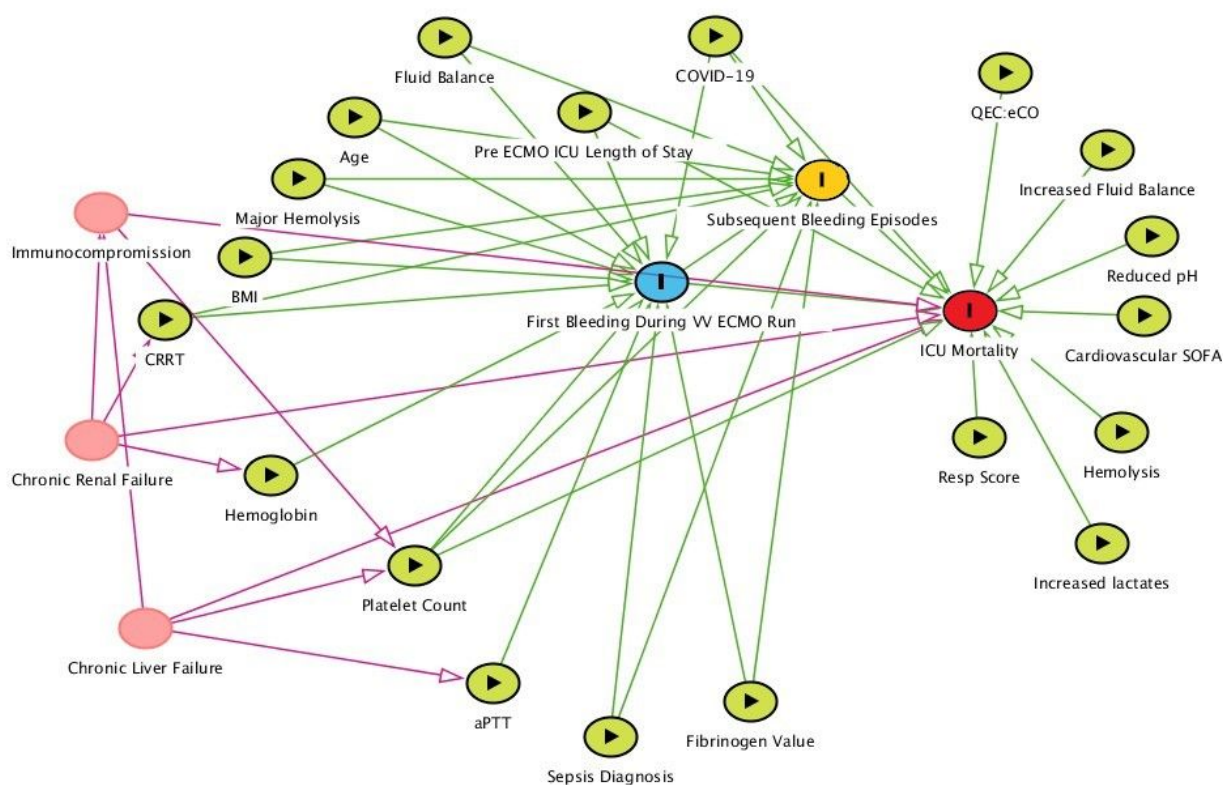 Fluid Balance
COVID-19
QEC:eCO
Age
Pre ECMO ICU Length of Stay
Increased Fluid Balance
Major Hemolysis
Subsequent Bleeding Episodes
Immunocompromission
Reduced pH
BMI
First Bleeding During VV ECMO Run
ICU Mortality
Cardiovascular SOFA
CRRT
Chronic Renal Failure
Resp Score
Hemolysis
Hemoglobin
Increased lactates
Platelet Count
Chronic Liver Failure
aPTT
Fibrinogen Value
Sepsis Diagnosis